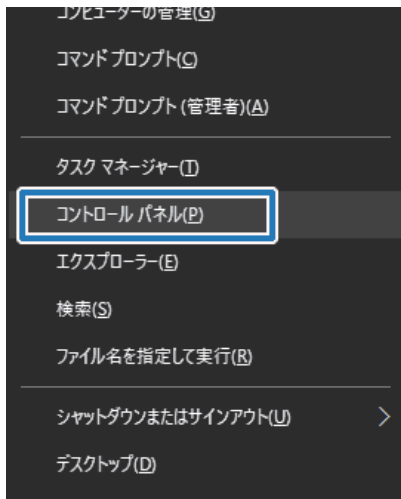 コンピューターの管理(G)
コマンド プロンプト(C)
コマンド プロンプト (管理者)(A)
タスク マネージャー(T)
コントロール パネル(P)
エクスプローラー(E)
検索(S)
ファイル名を指定して実行(R)
シャットダウンまたはサインアウト(U)
デスクトップ(D)